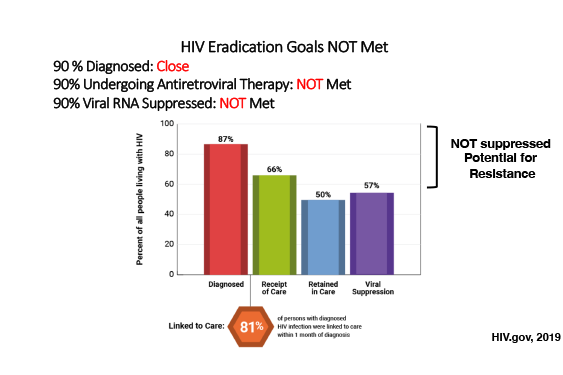 HIV Eradication Goals NOT Met
90 % Diagnosed: Close
90% Undergoing Antiretroviral Therapy: NOT Met
90% Viral RNA Suppressed: NOT Met
Percent of all people living with HIV
100
80
60
40
20
0
87%
66%
50%
57%
Diagnosed
Receipt
of Care
Retained
in Care
Viral
Suppression
NOT suppressed
Potential for
Resistance
Linked to Care:
81%
of persons with diagnosed
HIV infection were linked to care
within 1 month of diagnosis
HIV.gov, 2019